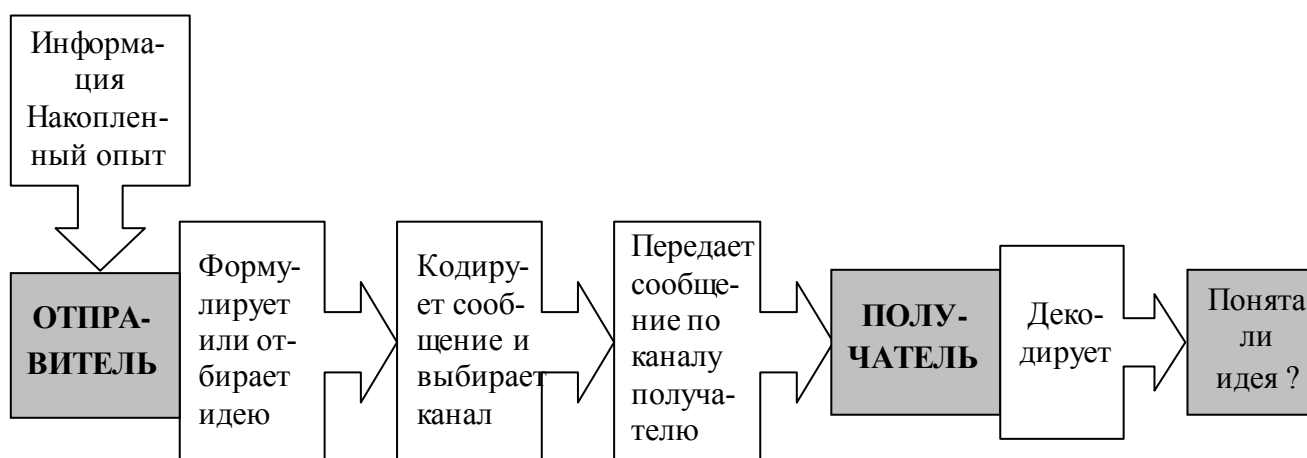 Информа-
ция
Накоплен-
ный опыт
ОТПРА-
ВИТЕЛЬ
Форму-
лирует
или от-
бирает
идею
Кодиру-
ет сооб-
щение и
выбирает
канал
Передает
сообще-
ние по
каналу
получа-
телю
ПОЛУ-
ЧАТЕЛЬ
Деко-
дирует
Понята
ли
идея ?